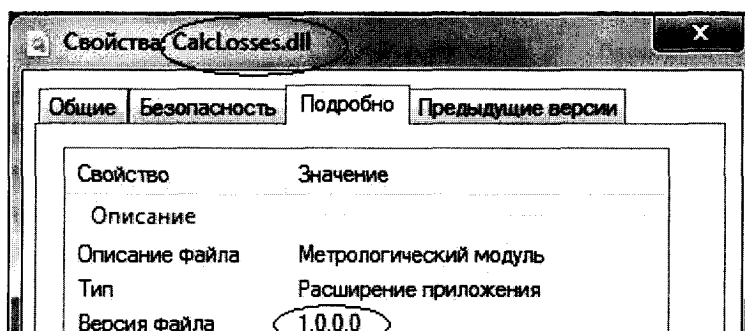 Свойства: CalcLosses.dll
Общие Безопасность Подробно Предыдущие версии
Свойство Значение
Описание
Описание файла Метрологический модуль
Тип Расширение приложения
Версия файла 1.0.0.0